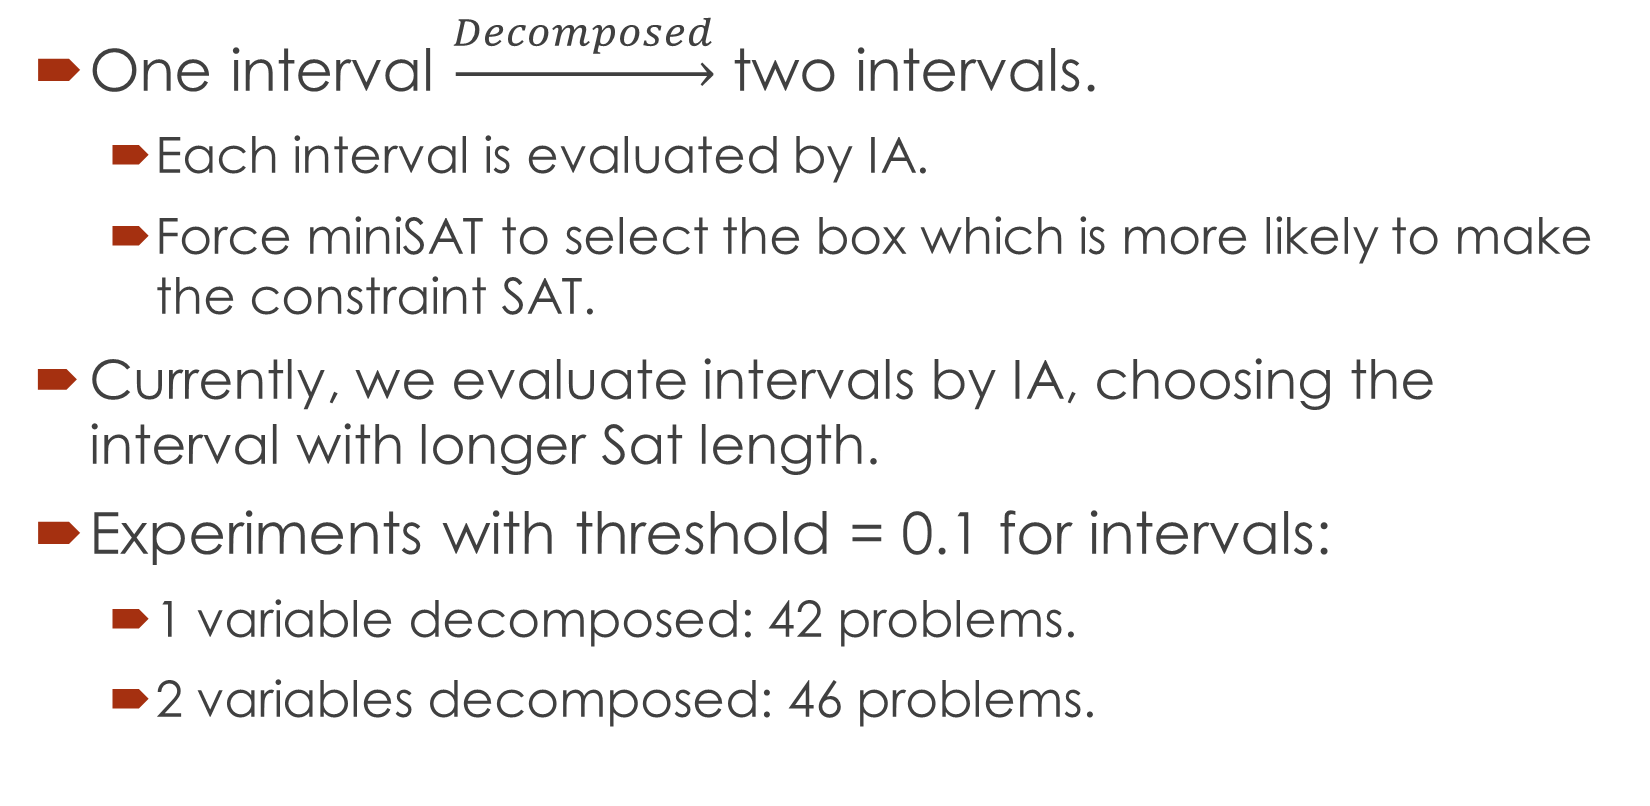 One interval Decomposed⟶ two intervals.
Each interval is evaluated by IA.
Force miniSAT to select the box which is more likely to make
the constraint SAT.
Currently, we evaluate intervals by IA, choosing the
interval with longer Sat length.
Experiments with threshold = 0.1 for intervals:
1 variable decomposed: 42 problems.
2 variables decomposed: 46 problems.